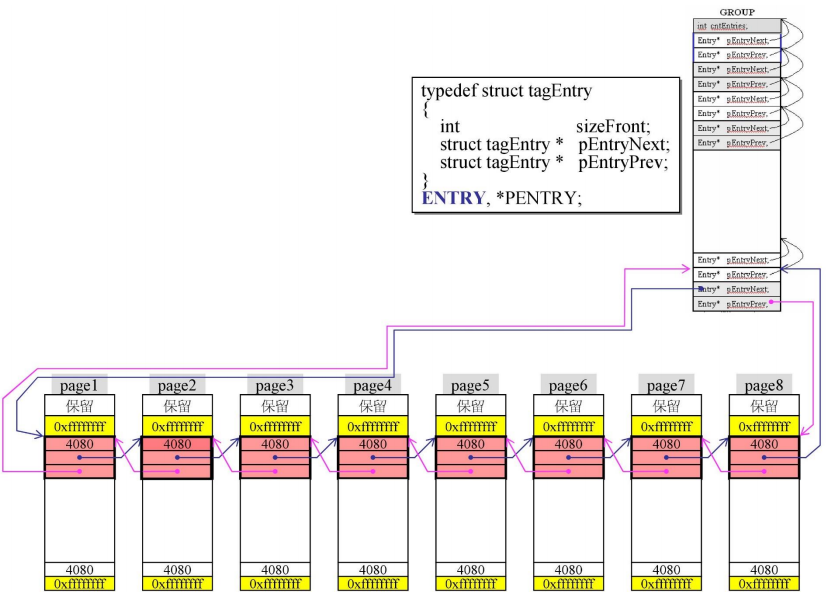 GROUP
int cntEntries;
Entry* pEntryNext;
Entry* pEntryPrev;
Entry* pEntryNext;
Entry* pEntryPrev;
Entry* pEntryNext;
Entry* pEntryPrev;
Entry* pEntryNext;
Entry* pEntryPrev;
typedef struct tagEntry
{
int sizeFront;
struct tagEntry * pEntryNext;
struct tagEntry * pEntryPrev;
}
ENTRY, *PENTRY;
Entry* pEntryNext;
Entry* pEntryPrev;
Entry* pEntryNext;
Entry* pEntryPrev;
page1 page2 page3 page4 page5 page6 page7 page8
保留 保留 保留 保留 保留 保留 保留 保留
0xffffffff 0xffffffff 0xffffffff 0xffffffff 0xffffffff 0xffffffff 0xffffffff 0xffffffff
4080 4080 4080 4080 4080 4080 4080 4080
4080 4080 4080 4080 4080 4080 4080 4080
0xffffffff 0xffffffff 0xffffffff 0xffffffff 0xffffffff 0xffffffff 0xffffffff 0xffffffff